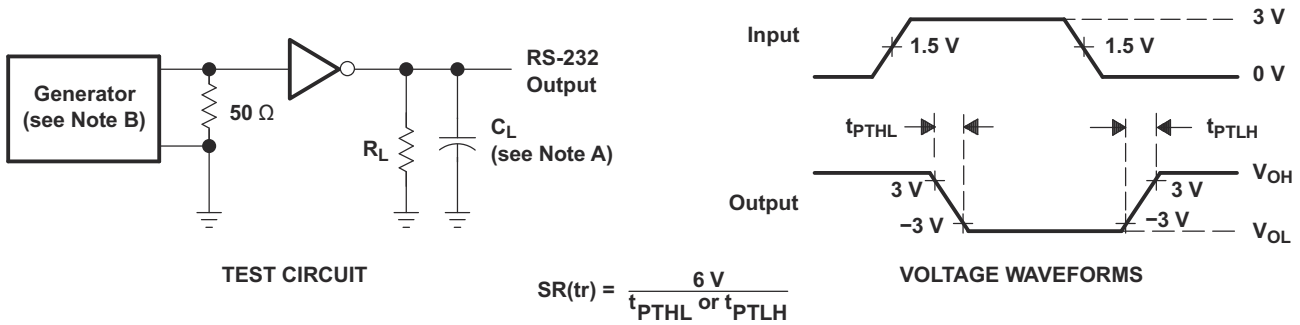 Generator
(see Note B)
50 Ω
R_L
C_L
(see Note A)
RS-232
Output
TEST CIRCUIT
Input
3 V
1.5 V
1.5 V
0 V
t_PTHL
t_PTLH
Output
3 V
3 V
V_OH
−3 V
−3 V
V_OL
VOLTAGE WAVEFORMS
SR(tr) = 6 V / t_PTHL or t_PTLH